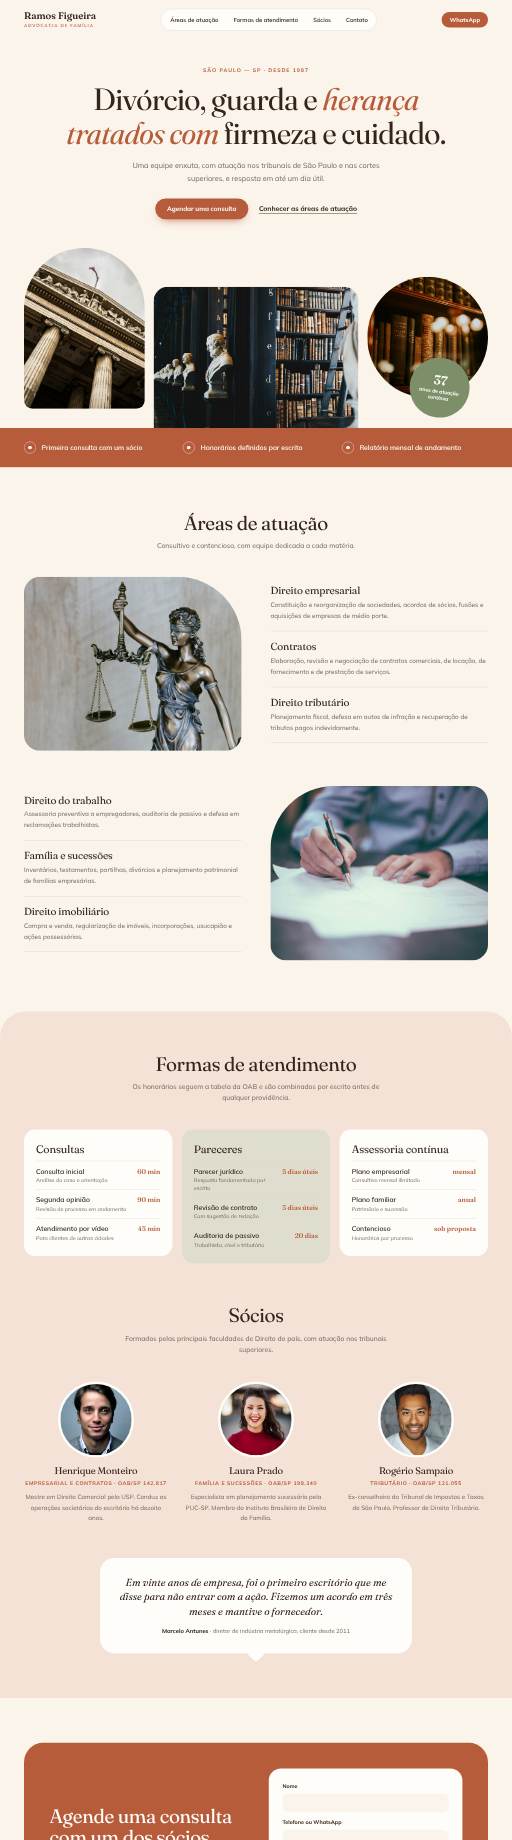 Ramos Figueira
ADVOCACIA DE FAMÍLIA
Áreas de atuação
Formas de atendimento
Sócios
Contato
WhatsApp
SÃO PAULO — SP · DESDE 1987
Divórcio, guarda e herança
tratados com firmeza e cuidado.
Uma equipe enxuta, com atuação nos tribunais de São Paulo e nas cortes
superiores, e resposta em até um dia útil.
Agendar uma consulta
Conhecer as áreas de atuação
g
f
e
d
37
anos de atuação
contínua
Primeira consulta com um sócio
Honorários definidos por escrito
Relatório mensal de andamento
Áreas de atuação
Consultivo e contencioso, com equipe dedicada a cada matéria.
Direito empresarial
Constituição e reorganização de sociedades, acordos de sócios, fusões e
aquisições de empresas de médio porte.
Contratos
Elaboração, revisão e negociação de contratos comerciais, de locação, de
fornecimento e de prestação de serviços.
Direito tributário
Planejamento fiscal, defesa em autos de infração e recuperação de
tributos pagos indevidamente.
Direito do trabalho
Assessoria preventiva a empregadores, auditoria de passivo e defesa em
reclamações trabalhistas.
Família e sucessões
Inventários, testamentos, partilhas, divórcios e planejamento patrimonial
de famílias empresárias.
Direito imobiliário
Compra e venda, regularização de imóveis, incorporações, usucapião e
ações possessórias.
Formas de atendimento
Os honorários seguem a tabela da OAB e são combinados por escrito antes de
qualquer providência.
Consultas
Consulta inicial 60 min
Análise do caso e orientação
Segunda opinião 90 min
Revisão de processo em andamento
Atendimento por vídeo 45 min
Para clientes de outras cidades
Pareceres
Parecer jurídico 5 dias úteis
Resposta fundamentada por
escrito
Revisão de contrato 3 dias úteis
Com sugestão de redação
Auditoria de passivo 20 dias
Trabalhista, cível e tributário
Assessoria contínua
Plano empresarial mensal
Consultivo mensal ilimitado
Plano familiar anual
Patrimônio e sucessão
Contencioso sob proposta
Honorários por processo
Sócios
Formados pelas principais faculdades de Direito do país, com atuação nos tribunais
superiores.
Henrique Monteiro
EMPRESARIAL E CONTRATOS · OAB/SP 142.817
Mestre em Direito Comercial pela USP. Conduz as
operações societárias do escritório há dezoito
anos.
Laura Prado
FAMÍLIA E SUCESSÕES · OAB/SP 198.340
Especialista em planejamento sucessório pela
PUC-SP. Membro do Instituto Brasileiro de Direito
de Família.
Rogério Sampaio
TRIBUTÁRIO · OAB/SP 121.055
Ex-conselheiro do Tribunal de Impostos e Taxas
de São Paulo. Professor de Direito Tributário.
Em vinte anos de empresa, foi o primeiro escritório que me
disse para não entrar com a ação. Fizemos um acordo em três
meses e mantive o fornecedor.
Marcelo Antunes · diretor de indústria metalúrgica, cliente desde 2011
Agende uma consulta
com um dos sócios
Nome
Telefone ou WhatsApp